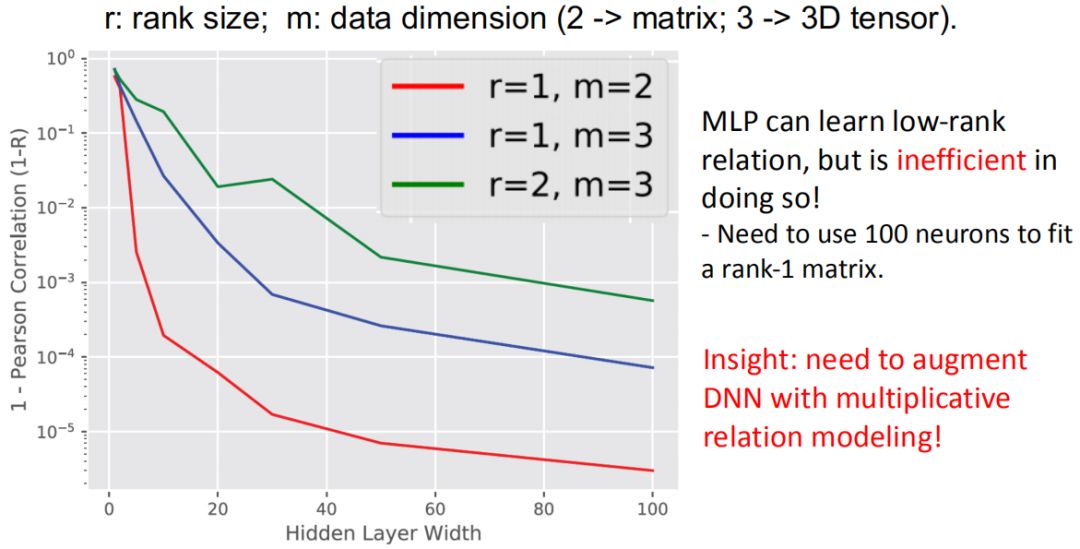 r: rank size; m: data dimension (2 -> matrix; 3 -> 3D tensor).
10⁰
10⁻¹
10⁻²
10⁻³
10⁻⁴
10⁻⁵
1 - Pearson Correlation (1-R)
r=1, m=2
r=1, m=3
r=2, m=3
0
20
40
60
80
100
Hidden Layer Width
MLP can learn low-rank
relation, but is inefficient in
doing so!
- Need to use 100 neurons to fit
a rank-1 matrix.
Insight: need to augment
DNN with multiplicative
relation modeling!